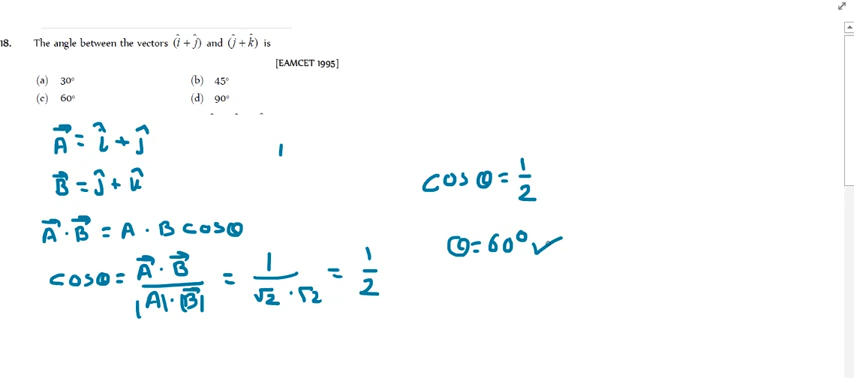 18. The angle between the vectors (î + ĵ) and (ĵ + k̂) is
[EAMCET 1995]
(a) 30° (b) 45°
(c) 60° (d) 90°
A⃗ = î + ĵ
B⃗ = ĵ + k̂
A⃗ · B⃗ = A · B cos θ
cos θ = A⃗ · B⃗ / |A| · |B⃗| = 1 / √2 · √2 = 1/2
cos θ = 1/2
θ = 60° ✓